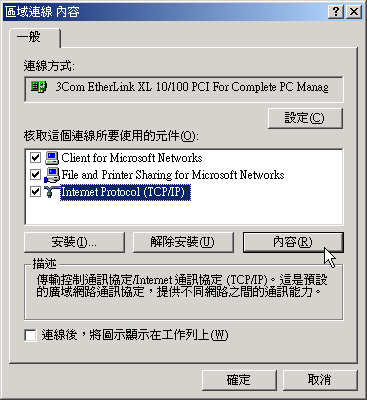 區域連線 內容
一般
連線方式:
3Com EtherLink XL 10/100 PCI For Complete PC Manag
設定(C)
核取這個連線所要使用的元件(O):
Client for Microsoft Networks
File and Printer Sharing for Microsoft Networks
Internet Protocol (TCP/IP)
安裝(I)...
解除安裝(U)
內容(R)
描述
傳輸控制通訊協定/Internet 通訊協定 (TCP/IP)。這是預設
的廣域網路通訊協定，提供不同網路之間的通訊能力。
連線後，將圖示顯示在工作列上(W)
確定
取消